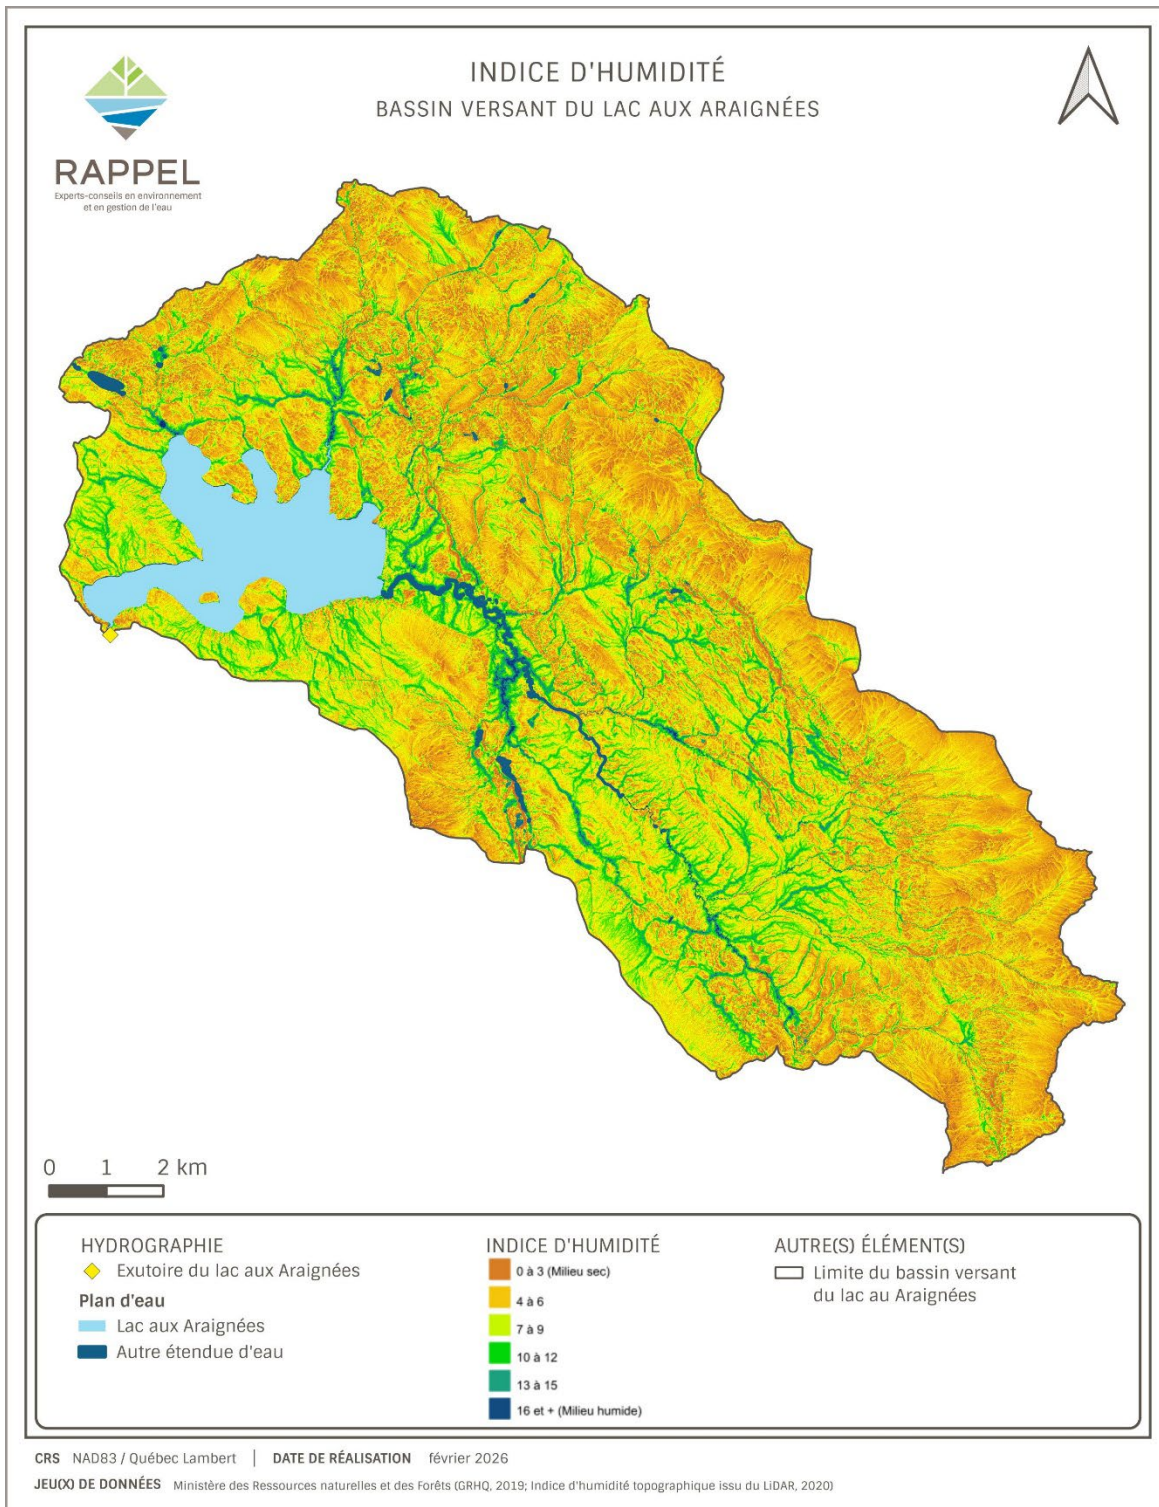 INDICE D'HUMIDITÉ
BASSIN VERSANT DU LAC AUX ARAIGNÉES
RAPPEL
Experts-conseils en environnement
et en gestion de l'eau
0 1 2 km
HYDROGRAPHIE
Exutoire du lac aux Araignées
Plan d'eau
Lac aux Araignées
Autre étendue d'eau
INDICE D'HUMIDITÉ
0 à 3 (Milieu sec)
4 à 6
7 à 9
10 à 12
13 à 15
16 et + (Milieu humide)
AUTRE(S) ÉLÉMENT(S)
Limite du bassin versant
du lac au Araignées
CRS NAD83 / Québec Lambert | DATE DE RÉALISATION février 2026
JEU(X) DE DONNÉES Ministère des Ressources naturelles et des Forêts (GRHQ, 2019; Indice d'humidité topographique issu du LiDAR, 2020)